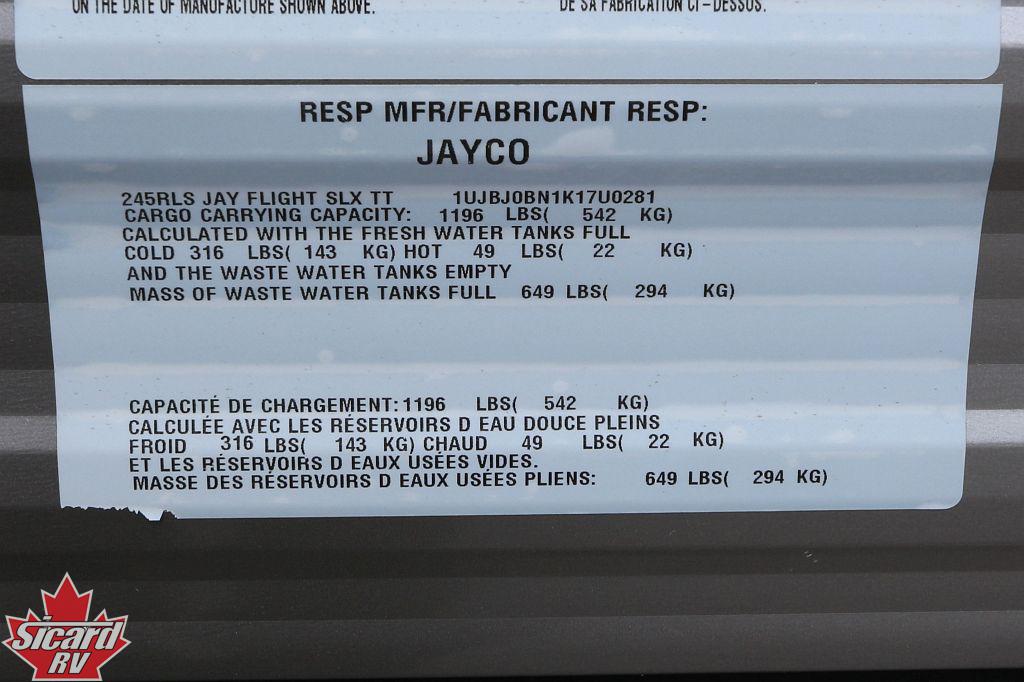 ON THE DATE OF MANUFACTURE SHOWN ABOVE.
DE SA FABRICATION CI-DESSUS.
RESP MFR/FABRICANT RESP:
JAYCO
245RLS JAY FLIGHT SLX TT 1UJBJ0BN1K17U0281
CARGO CARRYING CAPACITY: 1196 LBS( 542 KG)
CALCULATED WITH THE FRESH WATER TANKS FULL
COLD 316 LBS( 143 KG) HOT 49 LBS( 22 KG)
AND THE WASTE WATER TANKS EMPTY
MASS OF WASTE WATER TANKS FULL 649 LBS( 294 KG)
CAPACITÉ DE CHARGEMENT: 1196 LBS( 542 KG)
CALCULÉE AVEC LES RÉSERVOIRS D EAU DOUCE PLEINS
FROID 316 LBS( 143 KG) CHAUD 49 LBS( 22 KG)
ET LES RÉSERVOIRS D EAUX USÉES VIDES.
MASSE DES RÉSERVOIRS D EAUX USÉES PLIENS: 649 LBS( 294 KG)
Sicard
RV